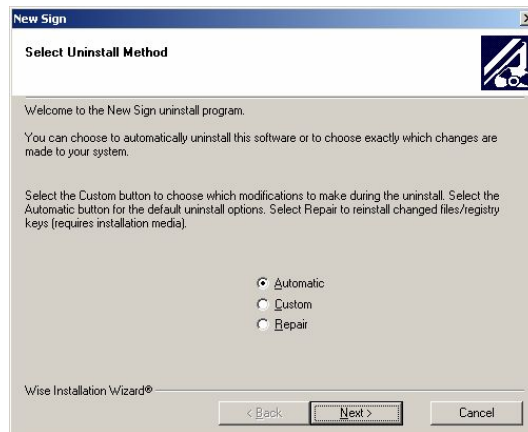 New Sign
Select Uninstall Method
Welcome to the New Sign uninstall program.
You can choose to automatically uninstall this software or to choose exactly which changes are
made to your system.
Select the Custom button to choose which modifications to make during the uninstall. Select the
Automatic button for the default uninstall options. Select Repair to reinstall changed files/registry
keys (requires installation media).
Automatic
Custom
Repair
Wise Installation Wizard®
< Back
Next >
Cancel